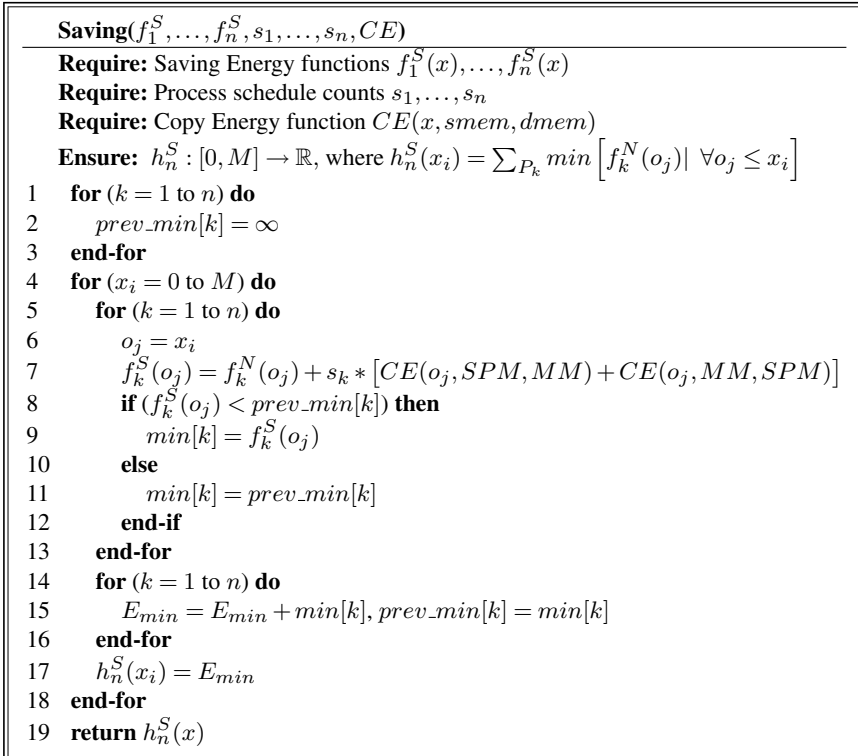 Saving(f_1^S, …, f_n^S, s_1, …, s_n, CE)
Require: Saving Energy functions f_1^S(x), …, f_n^S(x)
Require: Process schedule counts s_1, …, s_n
Require: Copy Energy function CE(x, smem, dmem)
Ensure: h_n^S : [0, M] → ℝ, where h_n^S(x_i) = ∑_{P_k} min [f_k^N(o_j)| ∀o_j ≤ x_i]
1 for (k = 1 to n) do
2 prev_min[k] = ∞
3 end-for
4 for (x_i = 0 to M) do
5 for (k = 1 to n) do
6 o_j = x_i
7 f_k^S(o_j) = f_k^N(o_j) + s_k * [CE(o_j, SPM, MM) + CE(o_j, MM, SPM)]
8 if (f_k^S(o_j) < prev_min[k]) then
9 min[k] = f_k^S(o_j)
10 else
11 min[k] = prev_min[k]
12 end-if
13 end-for
14 for (k = 1 to n) do
15 E_{min} = E_{min} + min[k], prev_min[k] = min[k]
16 end-for
17 h_n^S(x_i) = E_{min}
18 end-for
19 return h_n^S(x)